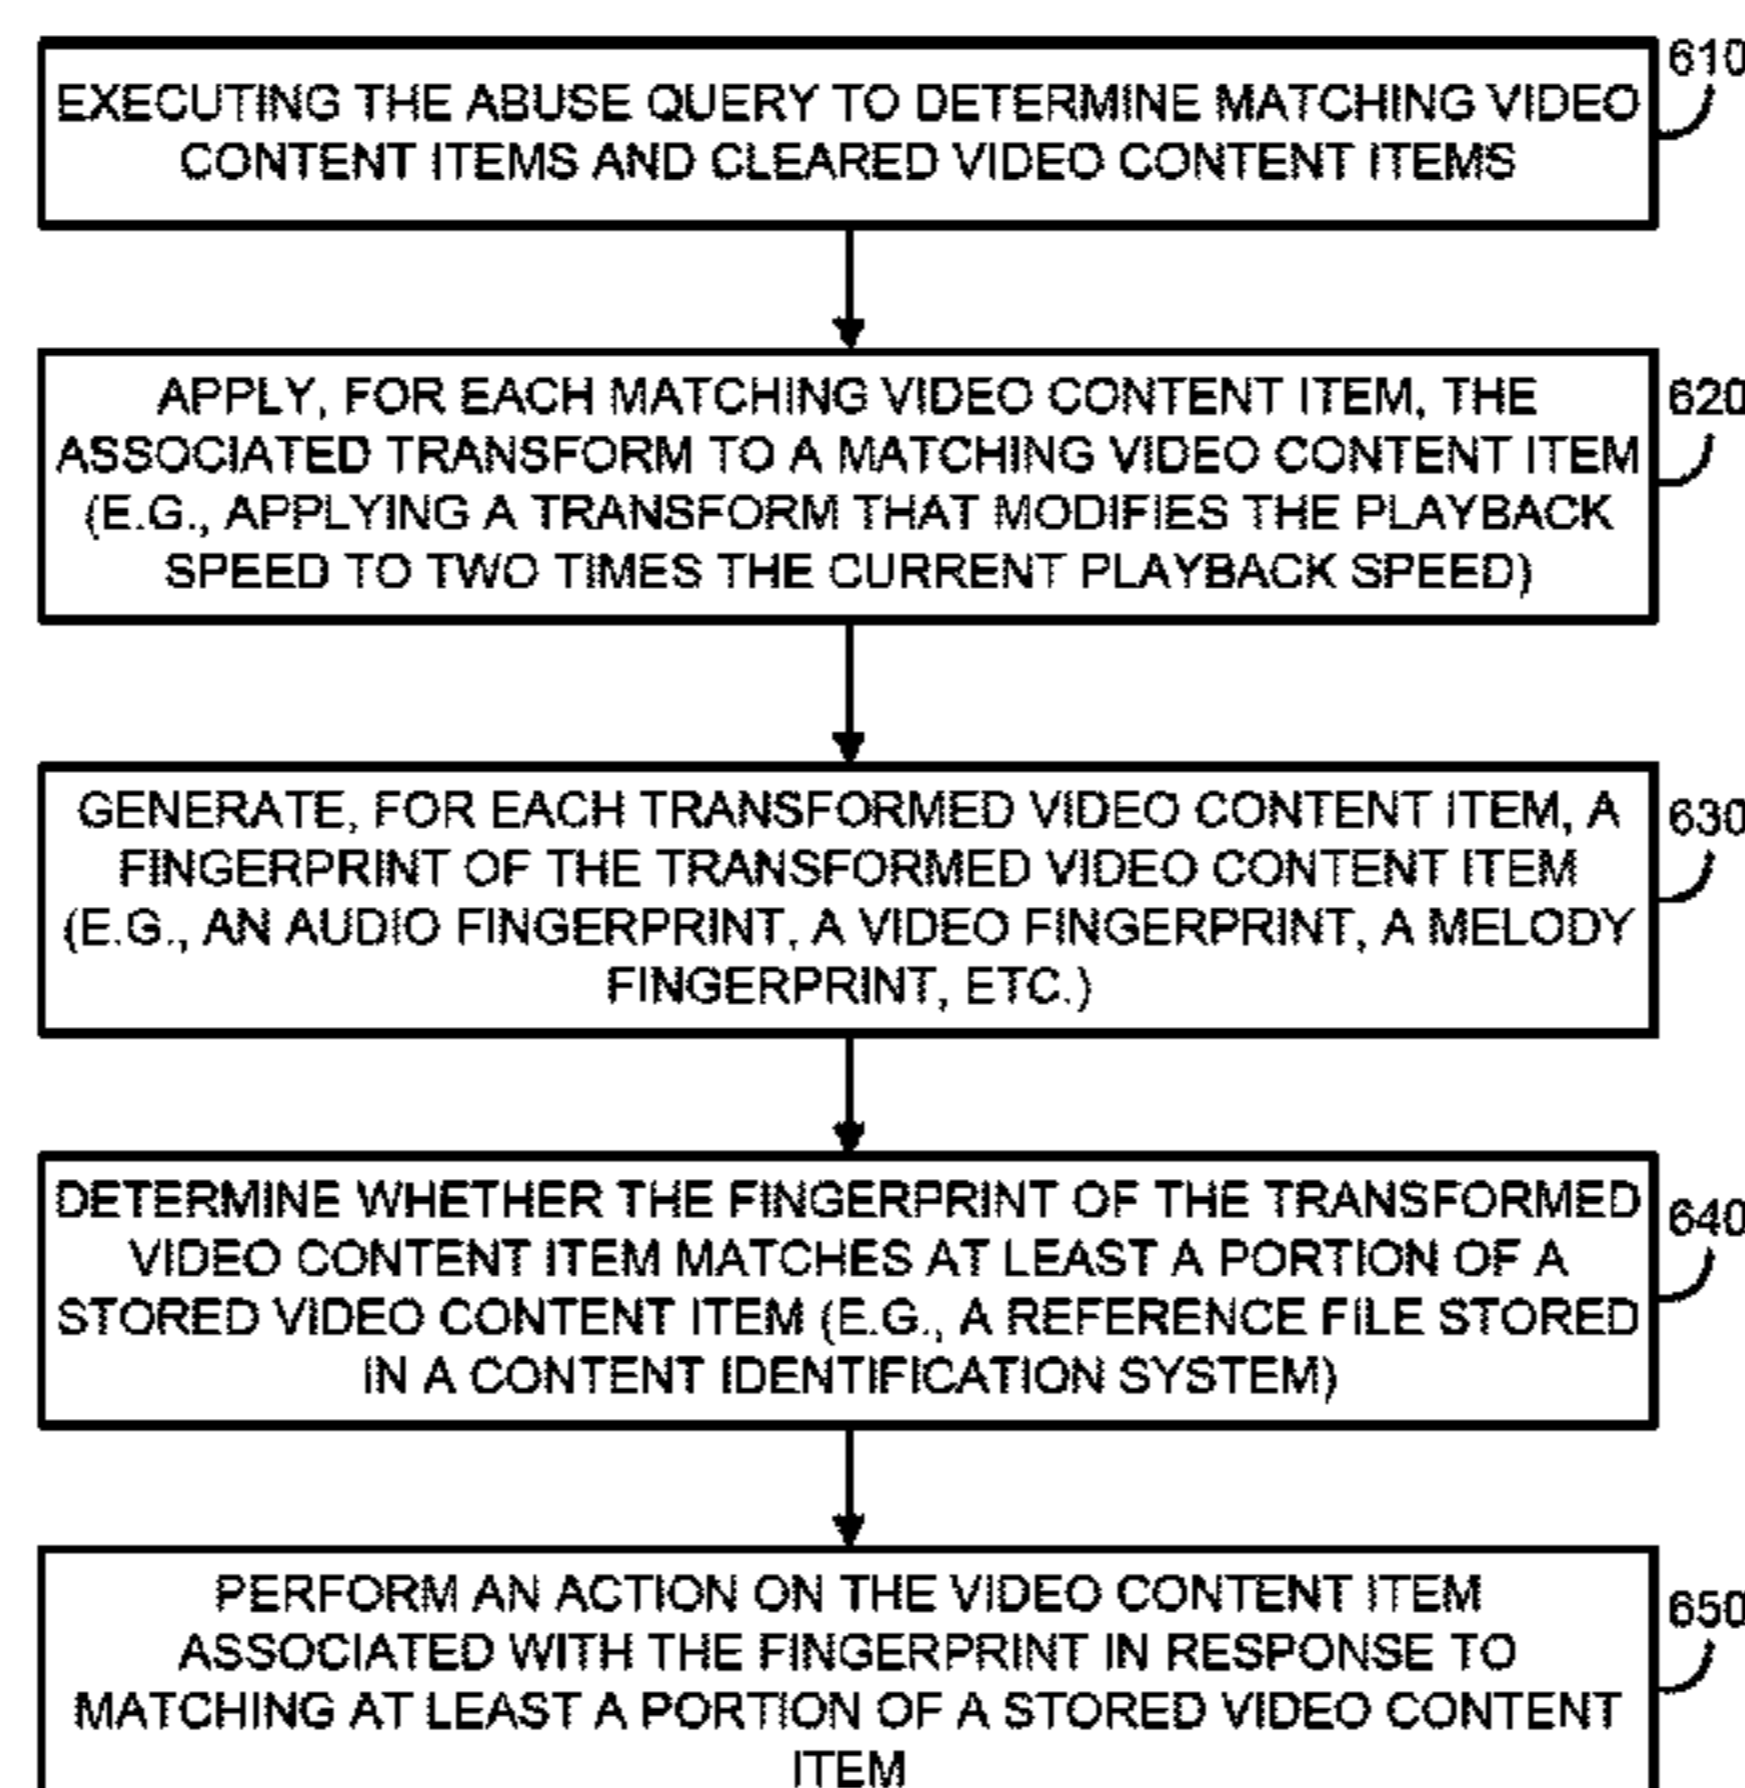 610
EXECUTING THE ABUSE QUERY TO DETERMINE MATCHING VIDEO
CONTENT ITEMS AND CLEARED VIDEO CONTENT ITEMS
620
APPLY, FOR EACH MATCHING VIDEO CONTENT ITEM, THE
ASSOCIATED TRANSFORM TO A MATCHING VIDEO CONTENT ITEM
(E.G., APPLYING A TRANSFORM THAT MODIFIES THE PLAYBACK
SPEED TO TWO TIMES THE CURRENT PLAYBACK SPEED)
630
GENERATE, FOR EACH TRANSFORMED VIDEO CONTENT ITEM, A
FINGERPRINT OF THE TRANSFORMED VIDEO CONTENT ITEM
(E.G., AN AUDIO FINGERPRINT, A VIDEO FINGERPRINT, A MELODY
FINGERPRINT, ETC.)
640
DETERMINE WHETHER THE FINGERPRINT OF THE TRANSFORMED
VIDEO CONTENT ITEM MATCHES AT LEAST A PORTION OF A
STORED VIDEO CONTENT ITEM (E.G., A REFERENCE FILE STORED
IN A CONTENT IDENTIFICATION SYSTEM)
650
PERFORM AN ACTION ON THE VIDEO CONTENT ITEM
ASSOCIATED WITH THE FINGERPRINT IN RESPONSE TO
MATCHING AT LEAST A PORTION OF A STORED VIDEO CONTENT
ITEM